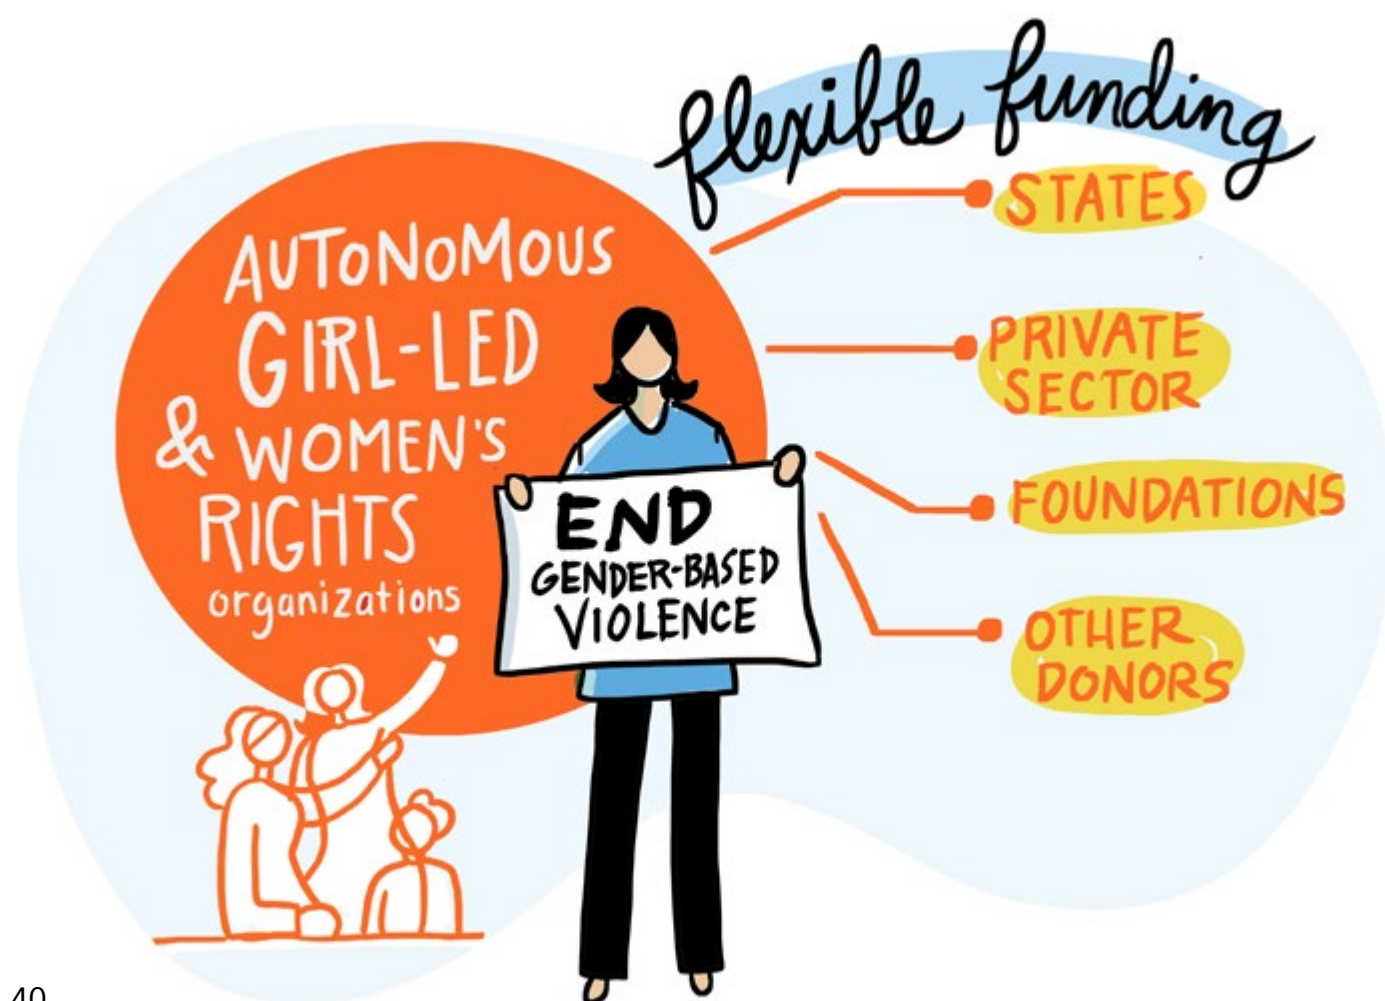 flexible funding
AUTONOMOUS
GIRL-LED
& WOMEN'S
RIGHTS
organizations
END
GENDER-BASED
VIOLENCE
STATES
PRIVATE
SECTOR
FOUNDATIONS
OTHER
DONORS
40